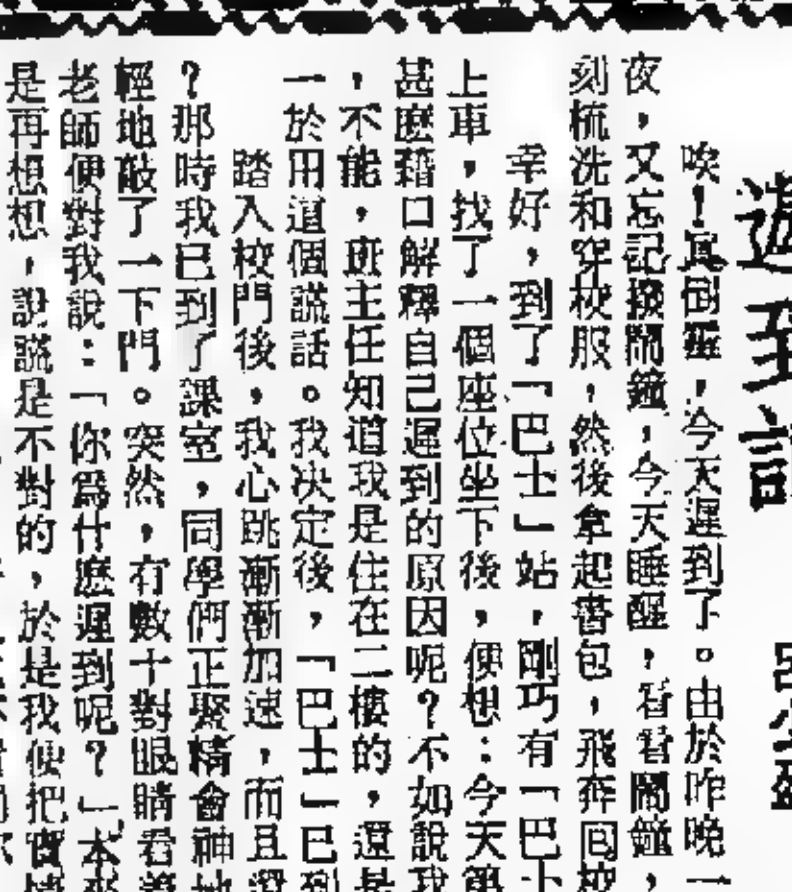 遲到記
唉！真倒霉，今天遲到了。由於昨晚一
夜，又忘記撥鬧鐘，今天睡醒，看看鬧鐘，
刻梳洗和穿校服，然後拿起書包，飛奔回校
幸好，到了「巴士」站，剛巧有「巴士
上車，找了一個座位坐下後，便想：今天第
甚麼藉口解釋自己遲到的原因呢？不如說我
，不能，班主任知道我是住在二樓的，還是
一於用這個謊話。我決定後，「巴士」已到
踏入校門後，我心跳漸漸加速，而且還
？那時我已到了課室，同學們正聚精會神地
輕地敲了一下門。突然，有數十對眼睛看着
老師便對我說：「你爲什麽遲到呢？」本來
是再想想，說謊是不對的，於是我便把實情